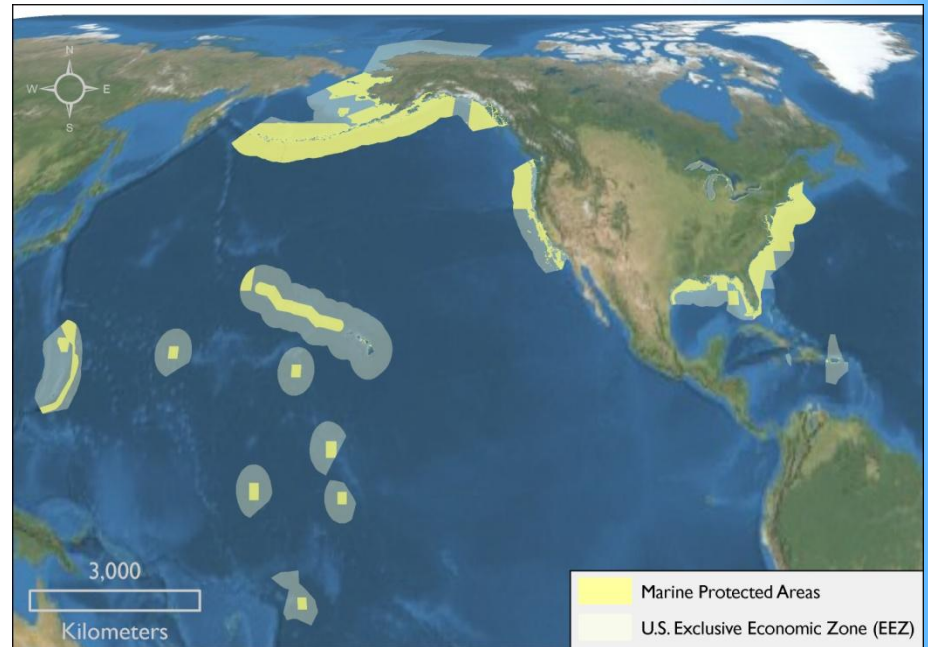 N
W E
S
3,000
Kilometers
Marine Protected Areas
U.S. Exclusive Economic Zone (EEZ)